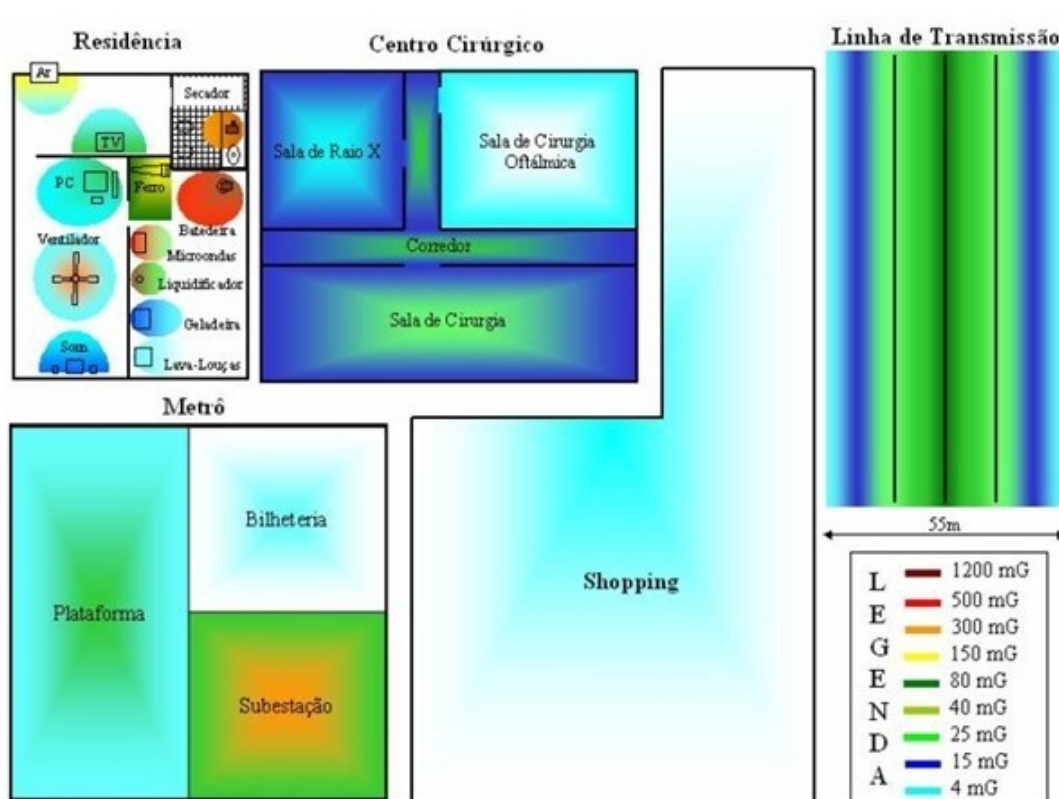 Residência
Ar
Secador
TV
PC
Ferro
Batedeira
Ventilador
Microondas
Liquidificador
Geladeira
Som
Lava-Louças
Centro Cirúrgico
Sala de Raio X
Sala de Cirurgia
Oftálmica
Corredor
Sala de Cirurgia
Linha de Transmissão
55m
Metrô
Plataforma
Bilheteria
Subestação
Shopping
LEGENDA
1200 mG
500 mG
300 mG
150 mG
80 mG
40 mG
25 mG
15 mG
4 mG